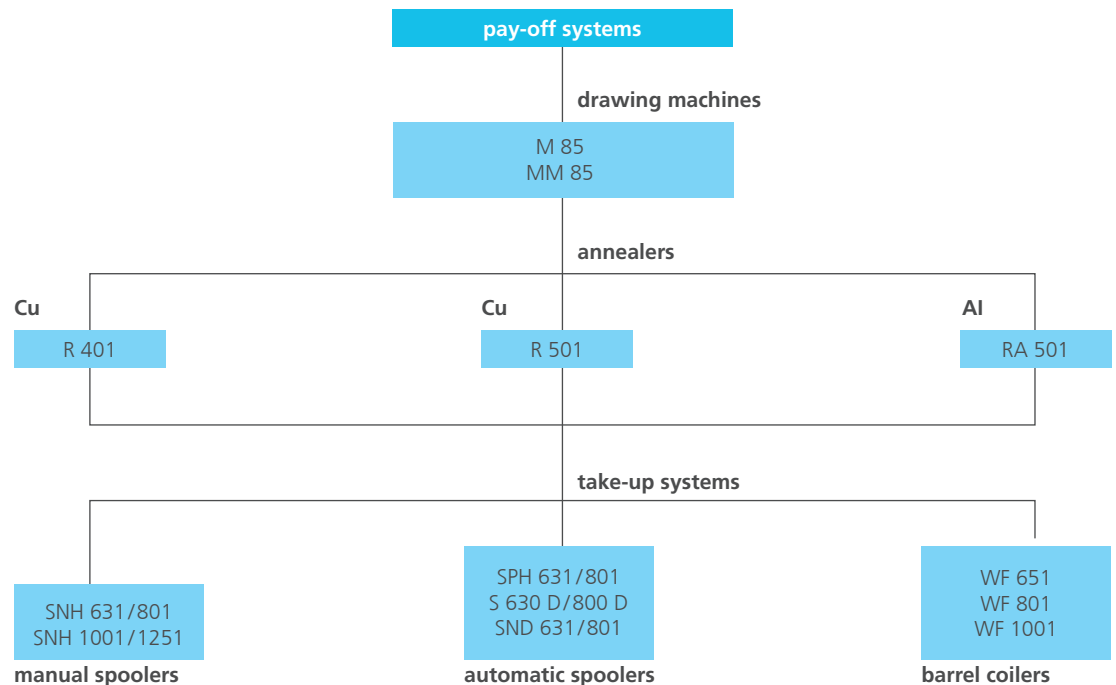 pay-off systems
drawing machines
M 85
MM 85
annealers
Cu
R 401
Cu
R 501
Al
RA 501
take-up systems
SNH 631/801
SNH 1001/1251
manual spoolers
SPH 631/801
S 630 D/800 D
SND 631/801
automatic spoolers
WF 651
WF 801
WF 1001
barrel coilers